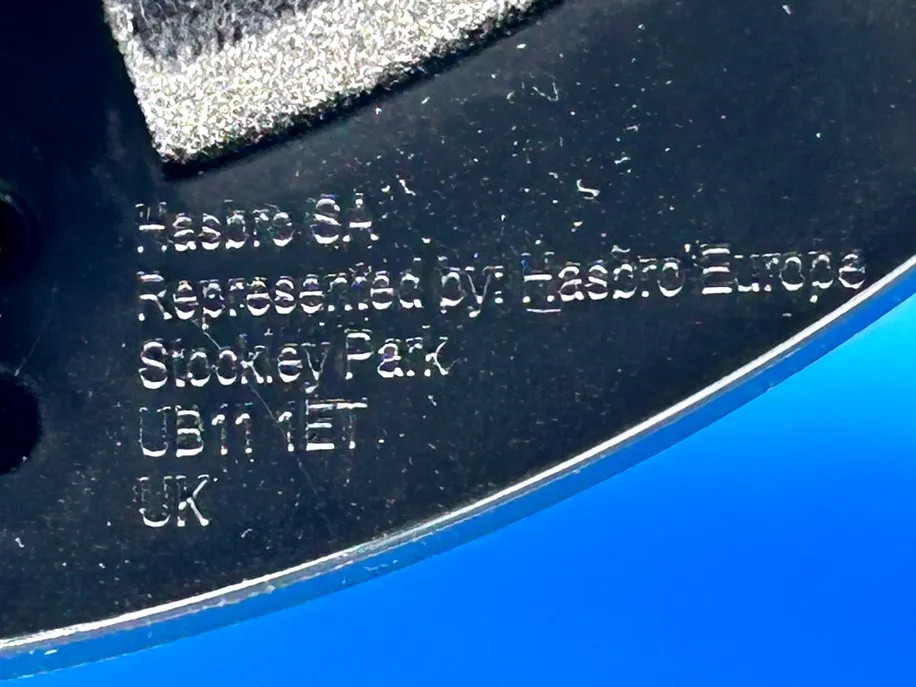 Hasbro SA
Represented by: Hasbro Europe
Stockley Park
UB11 1ET
UK